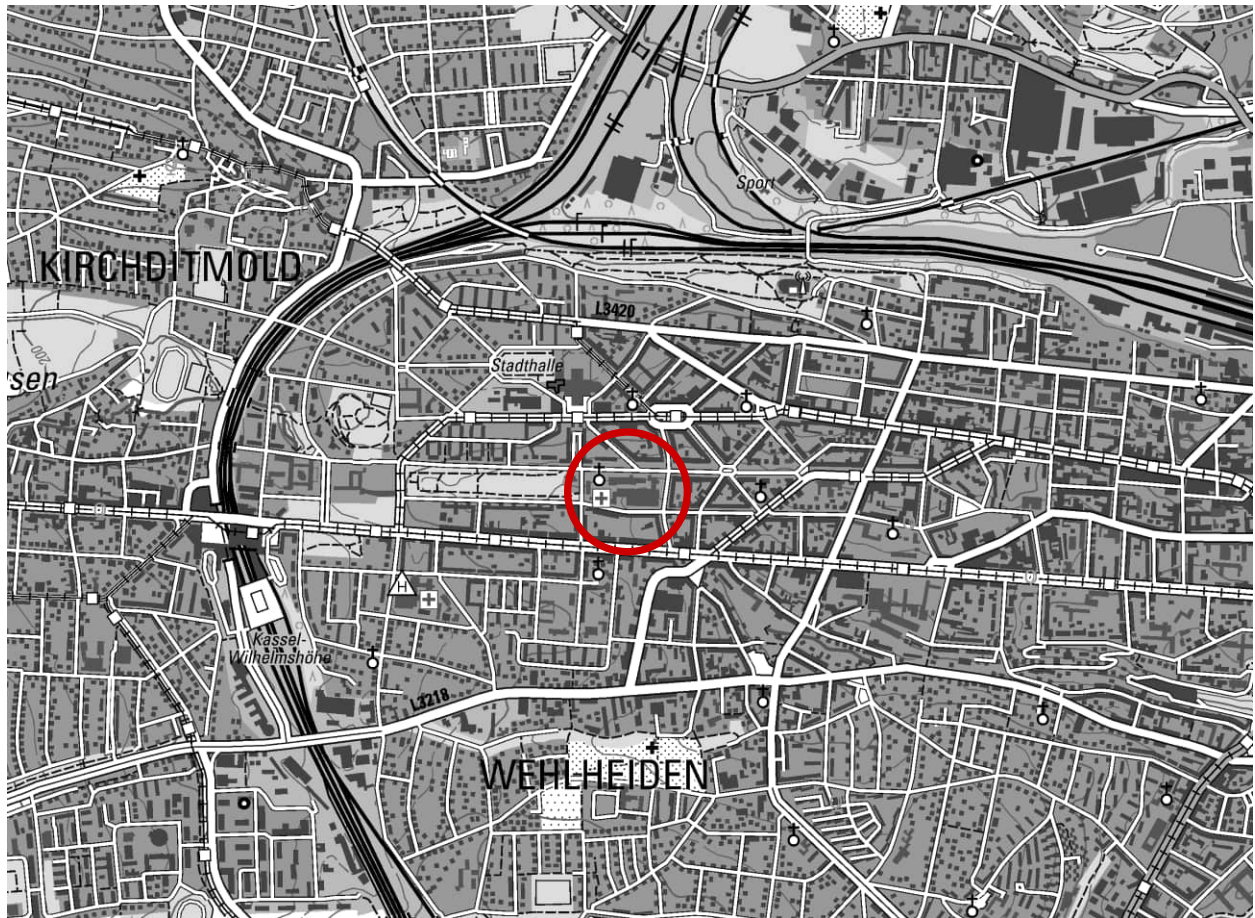 Sport
KIRCHDITMOLD
L3420
sen
Stadthalle
H
Kassel-
Wilhelmshöhe
L3218
WEHLHEIDEN